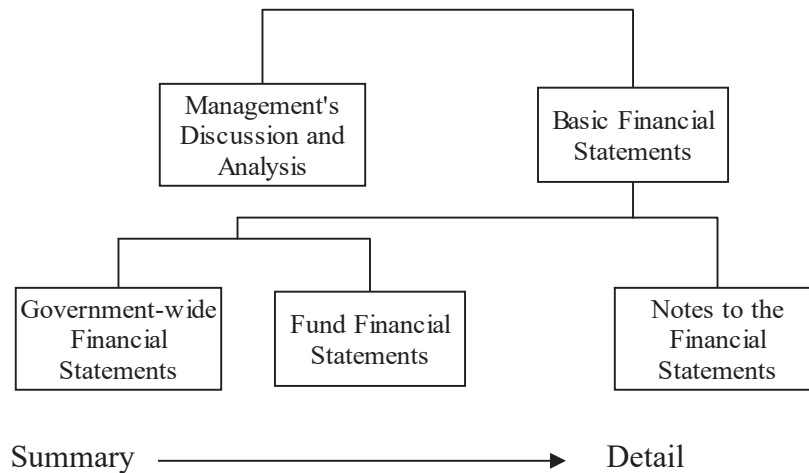 Management's
Discussion and
Analysis
Basic Financial
Statements
Government-wide
Financial
Statements
Fund Financial
Statements
Notes to the
Financial
Statements
Summary
Detail